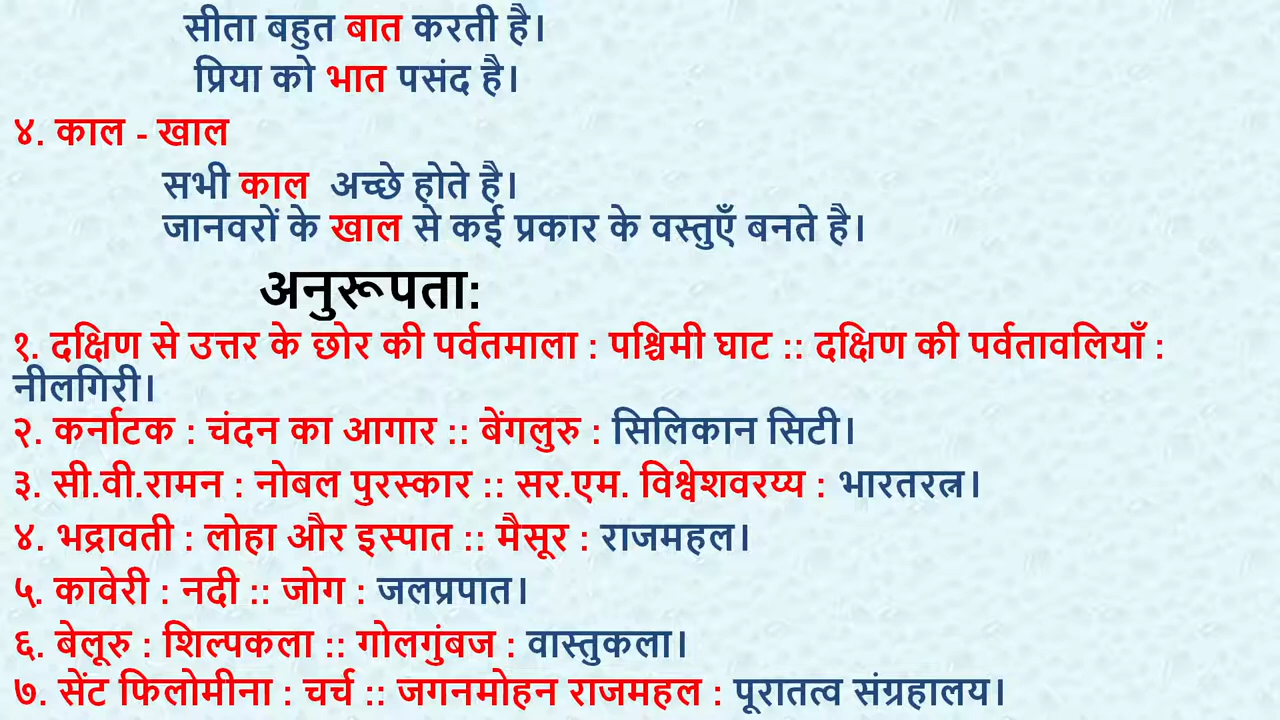 सीता बहुत बात करती है।
प्रिया को भात पसंद है।
४. काल - खाल
सभी काल अच्छे होते है।
जानवरों के खाल से कई प्रकार के वस्तुएँ बनते है।
अनुरूपता:
१. दक्षिण से उत्तर के छोर की पर्वतमाला : पश्चिमी घाट :: दक्षिण की पर्वतावलियाँ :
नीलगिरी।
२. कर्नाटक : चंदन का आगार :: बेंगलुरु : सिलिकान सिटी।
३. सी.वी.रामन : नोबल पुरस्कार :: सर.एम. विश्वेशवरय्य : भारतरत्न।
४. भद्रावती : लोहा और इस्पात :: मैसूर : राजमहल।
५. कावेरी : नदी :: जोग : जलप्रपात।
६. बेलूरु : शिल्पकला :: गोलगुंबज : वास्तुकला।
७. सेंट फिलोमीना : चर्च :: जगनमोहन राजमहल : पूरातत्व संग्रहालय।